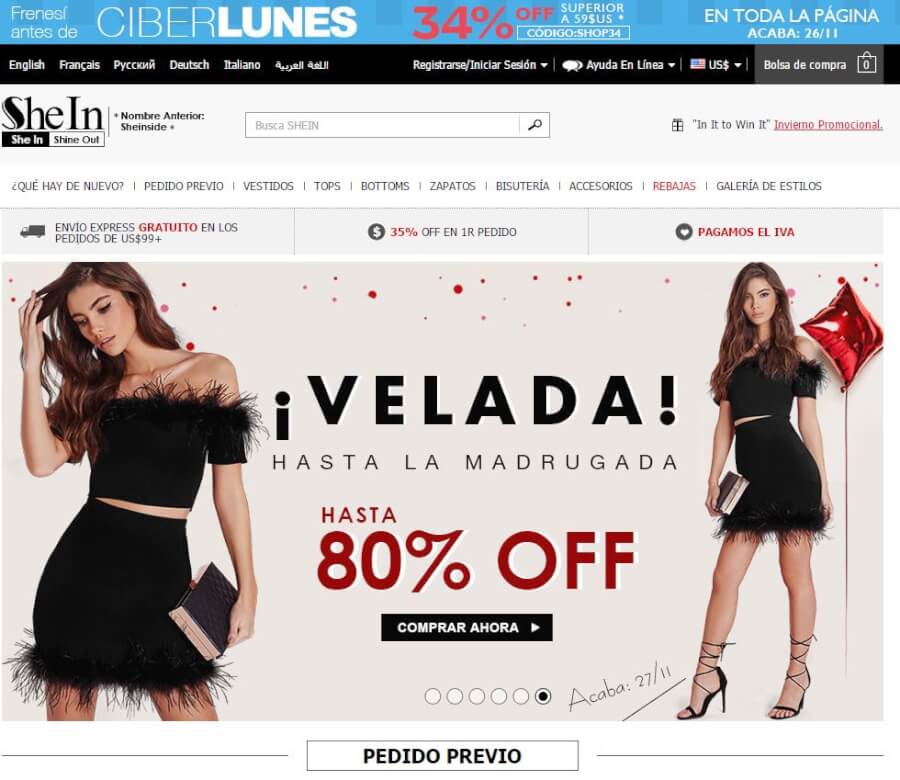 Frenesí
antes de
CIBERLUNES
34% OFF
SUPERIOR
A 59$US *
CÓDIGO:SHOP34
EN TODA LA PÁGINA
ACABA: 26/11
English Français Русский Deutsch Italiano اللغة العربية
Registrarse/Iniciar Sesión Ayuda En Línea US$ Bolsa de compra 0
SheIn
She In Shine Out
* Nombre Anterior:
Sheinside *
Busca SHEIN
"In It to Win It" Invierno Promocional.
¿QUÉ HAY DE NUEVO? | PEDIDO PREVIO | VESTIDOS | TOPS | BOTTOMS | ZAPATOS | BISUTERÍA | ACCESORIOS | REBAJAS | GALERÍA DE ESTILOS
ENVÍO EXPRESS GRATUITO EN LOS
PEDIDOS DE US$99+
$ 35% OFF EN 1R PEDIDO
PAGAMOS EL IVA
¡VELADA!
HASTA LA MADRUGADA
HASTA
80% OFF
COMPRAR AHORA
Acaba: 27/11
PEDIDO PREVIO